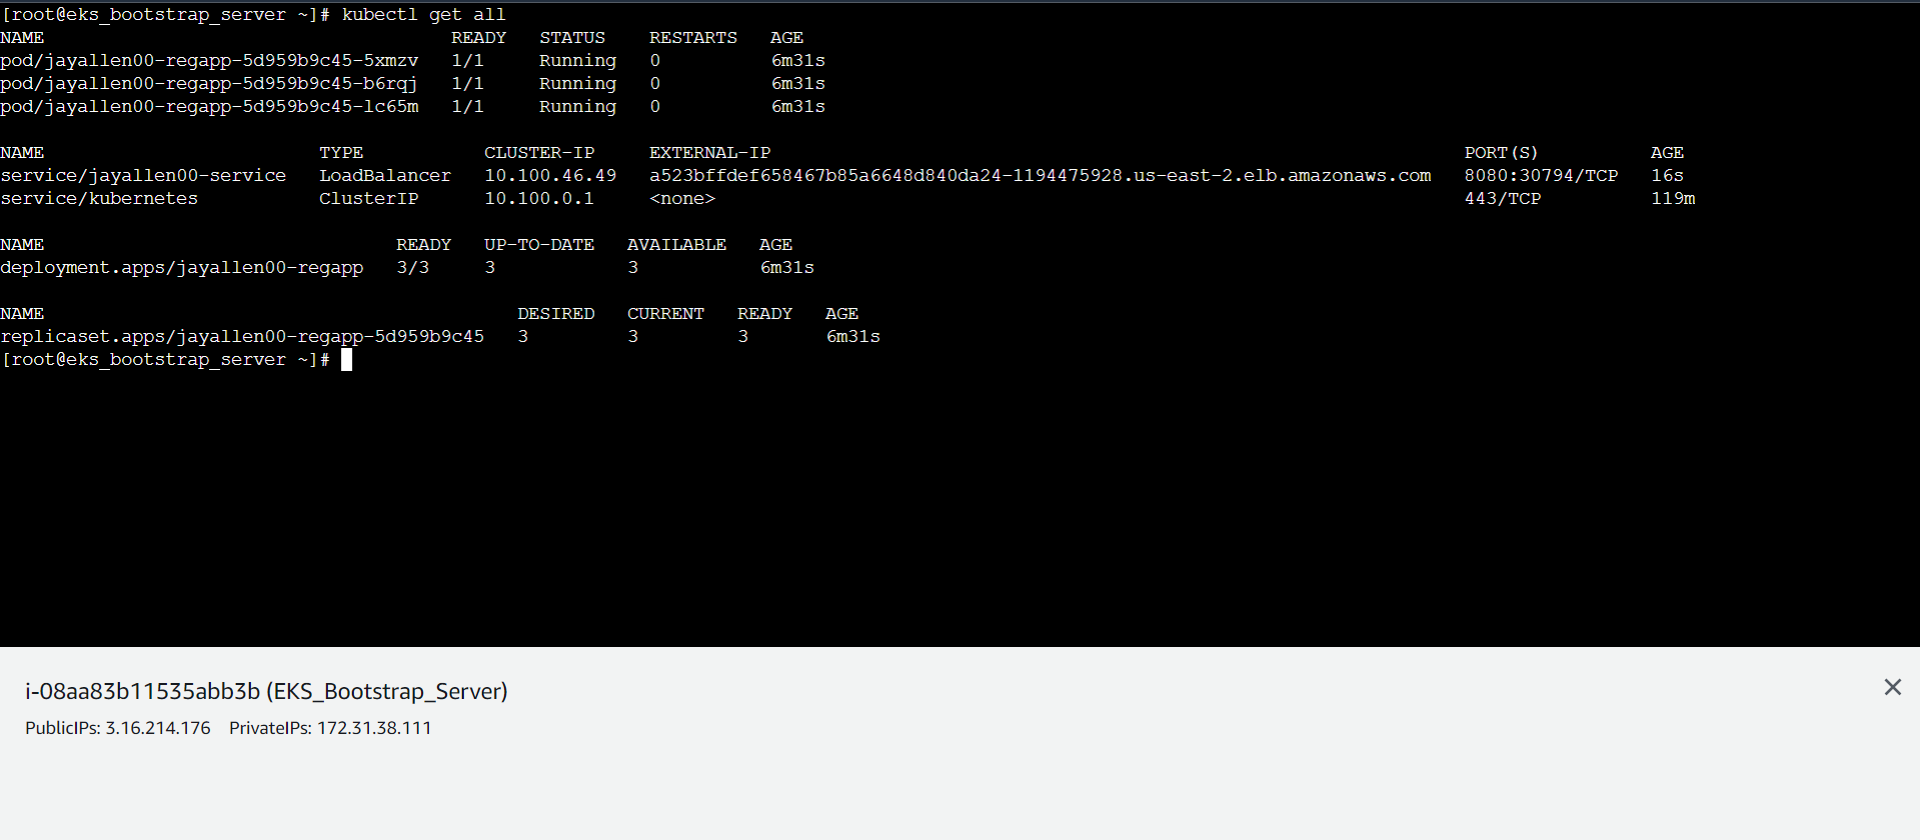 [root@eks_bootstrap_server ~]# kubectl get all
NAME READY STATUS RESTARTS AGE
pod/jayallen00-regapp-5d959b9c45-5xmzv 1/1 Running 0 6m31s
pod/jayallen00-regapp-5d959b9c45-b6rqj 1/1 Running 0 6m31s
pod/jayallen00-regapp-5d959b9c45-lc65m 1/1 Running 0 6m31s
NAME TYPE CLUSTER-IP EXTERNAL-IP PORT(S) AGE
service/jayallen00-service LoadBalancer 10.100.46.49 a523bffdef658467b85a6648d840da24-1194475928.us-east-2.elb.amazonaws.com 8080:30794/TCP 16s
service/kubernetes ClusterIP 10.100.0.1 <none> 443/TCP 119m
NAME READY UP-TO-DATE AVAILABLE AGE
deployment.apps/jayallen00-regapp 3/3 3 3 6m31s
NAME DESIRED CURRENT READY AGE
replicaset.apps/jayallen00-regapp-5d959b9c45 3 3 3 6m31s
[root@eks_bootstrap_server ~]#
i-08aa83b11535abb3b (EKS_Bootstrap_Server)
PublicIPs: 3.16.214.176 PrivateIPs: 172.31.38.111